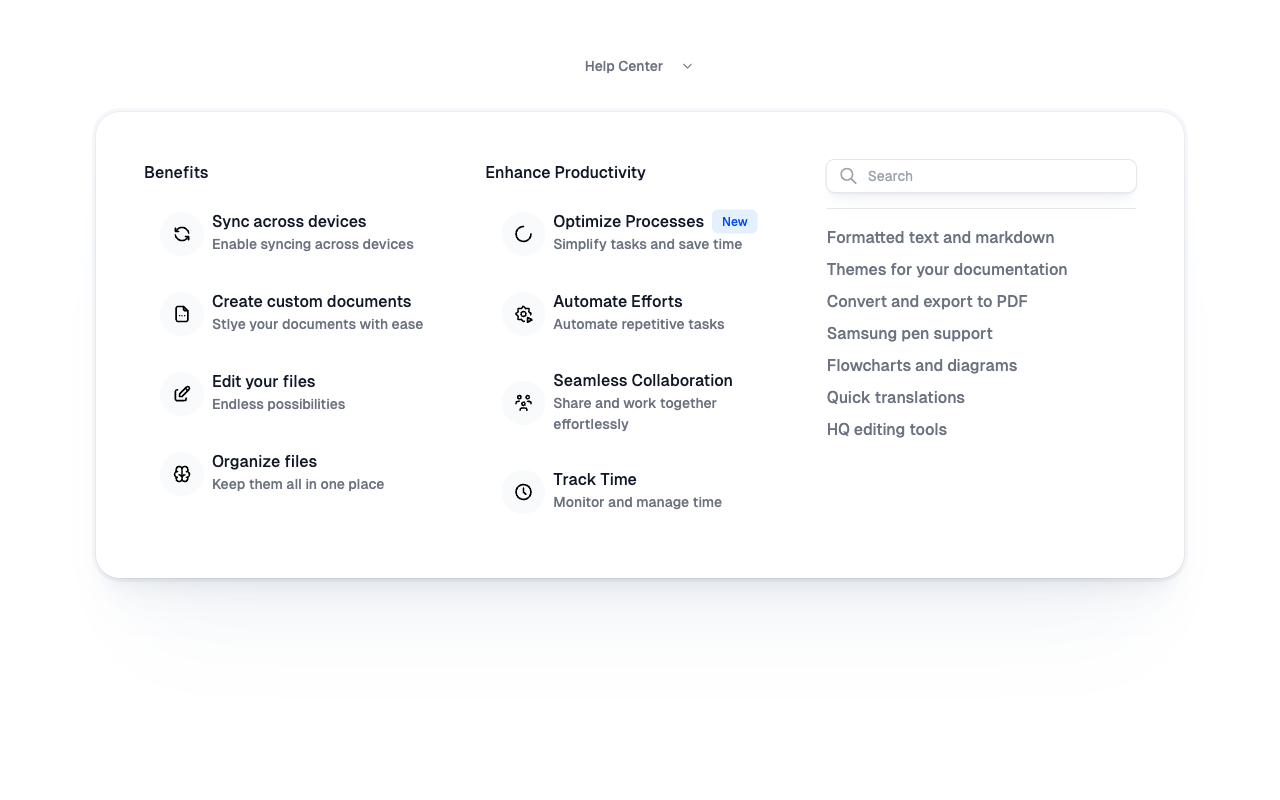 Help Center
Benefits
Sync across devices
Enable syncing across devices
Create custom documents
Stlye your documents with ease
Edit your files
Endless possibilities
Organize files
Keep them all in one place
Enhance Productivity
Optimize Processes New
Simplify tasks and save time
Automate Efforts
Automate repetitive tasks
Seamless Collaboration
Share and work together
effortlessly
Track Time
Monitor and manage time
Search
Formatted text and markdown
Themes for your documentation
Convert and export to PDF
Samsung pen support
Flowcharts and diagrams
Quick translations
HQ editing tools